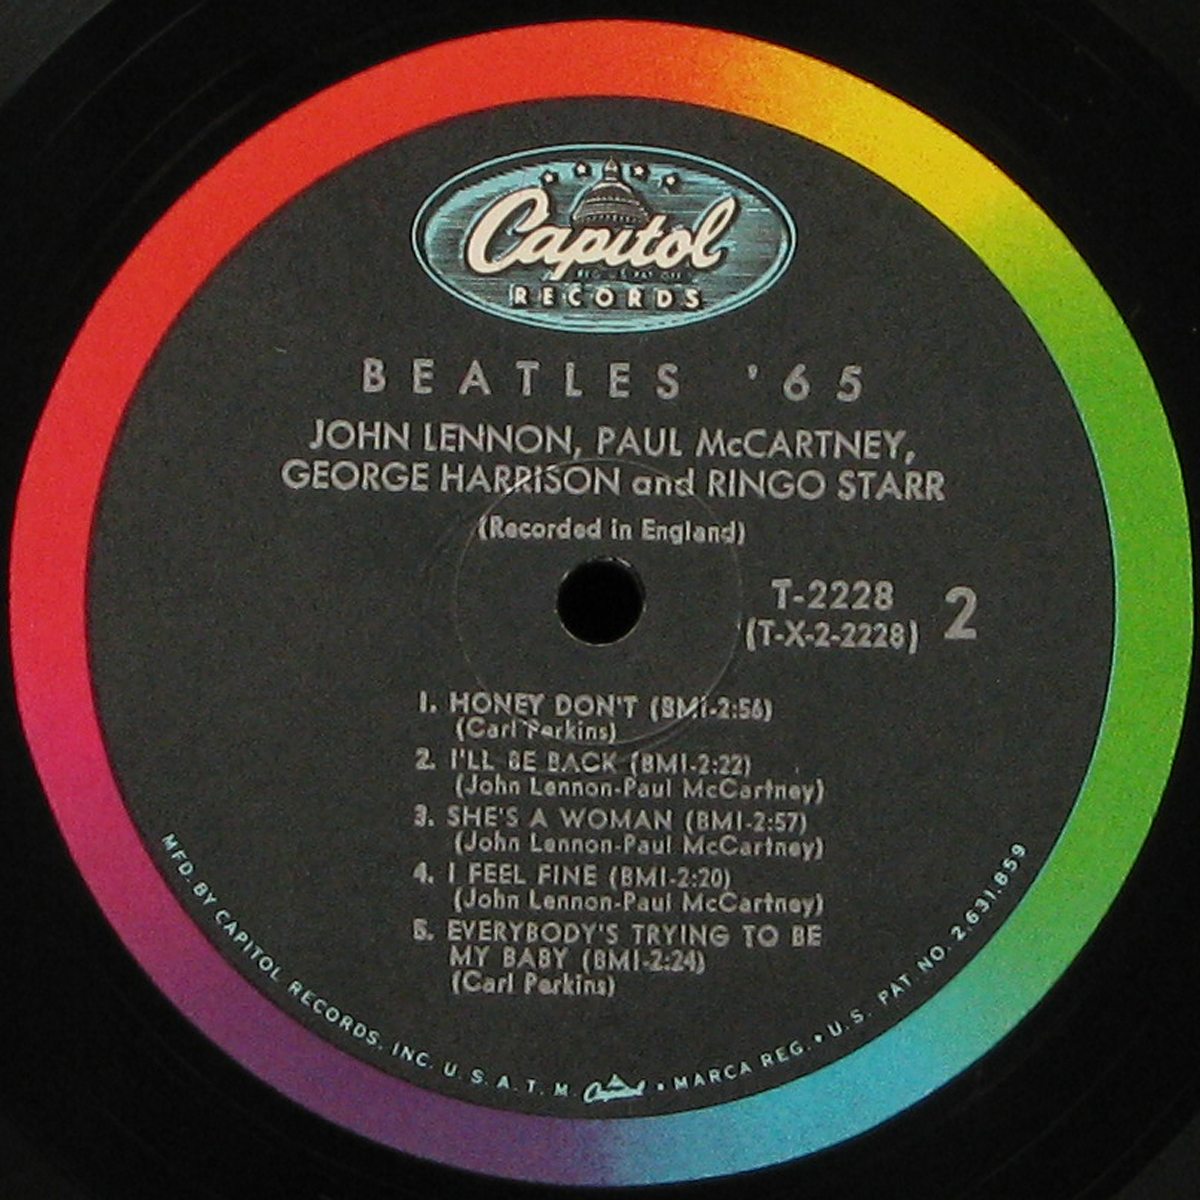 Capitol
REG. U.S. PAT. OFF.
RECORDS
BEATLES '65
JOHN LENNON, PAUL McCARTNEY,
GEORGE HARRISON and RINGO STARR
(Recorded in England)
T-2228
(T-X-2-2228)
2
1. HONEY DON'T (BMI-2:56)
(Carl Perkins)
2. I'LL BE BACK (BMI-2:22)
(John Lennon-Paul McCartney)
3. SHE'S A WOMAN (BMI-2:57)
(John Lennon-Paul McCartney)
4. I FEEL FINE (BMI-2:20)
(John Lennon-Paul McCartney)
5. EVERYBODY'S TRYING TO BE
MY BABY (BMI-2:24)
(Carl Perkins)
MFD. BY CAPITOL RECORDS, INC. U.S.A. T.M. Capitol • MARCA REG. • U.S. PAT NO. 2,631,859